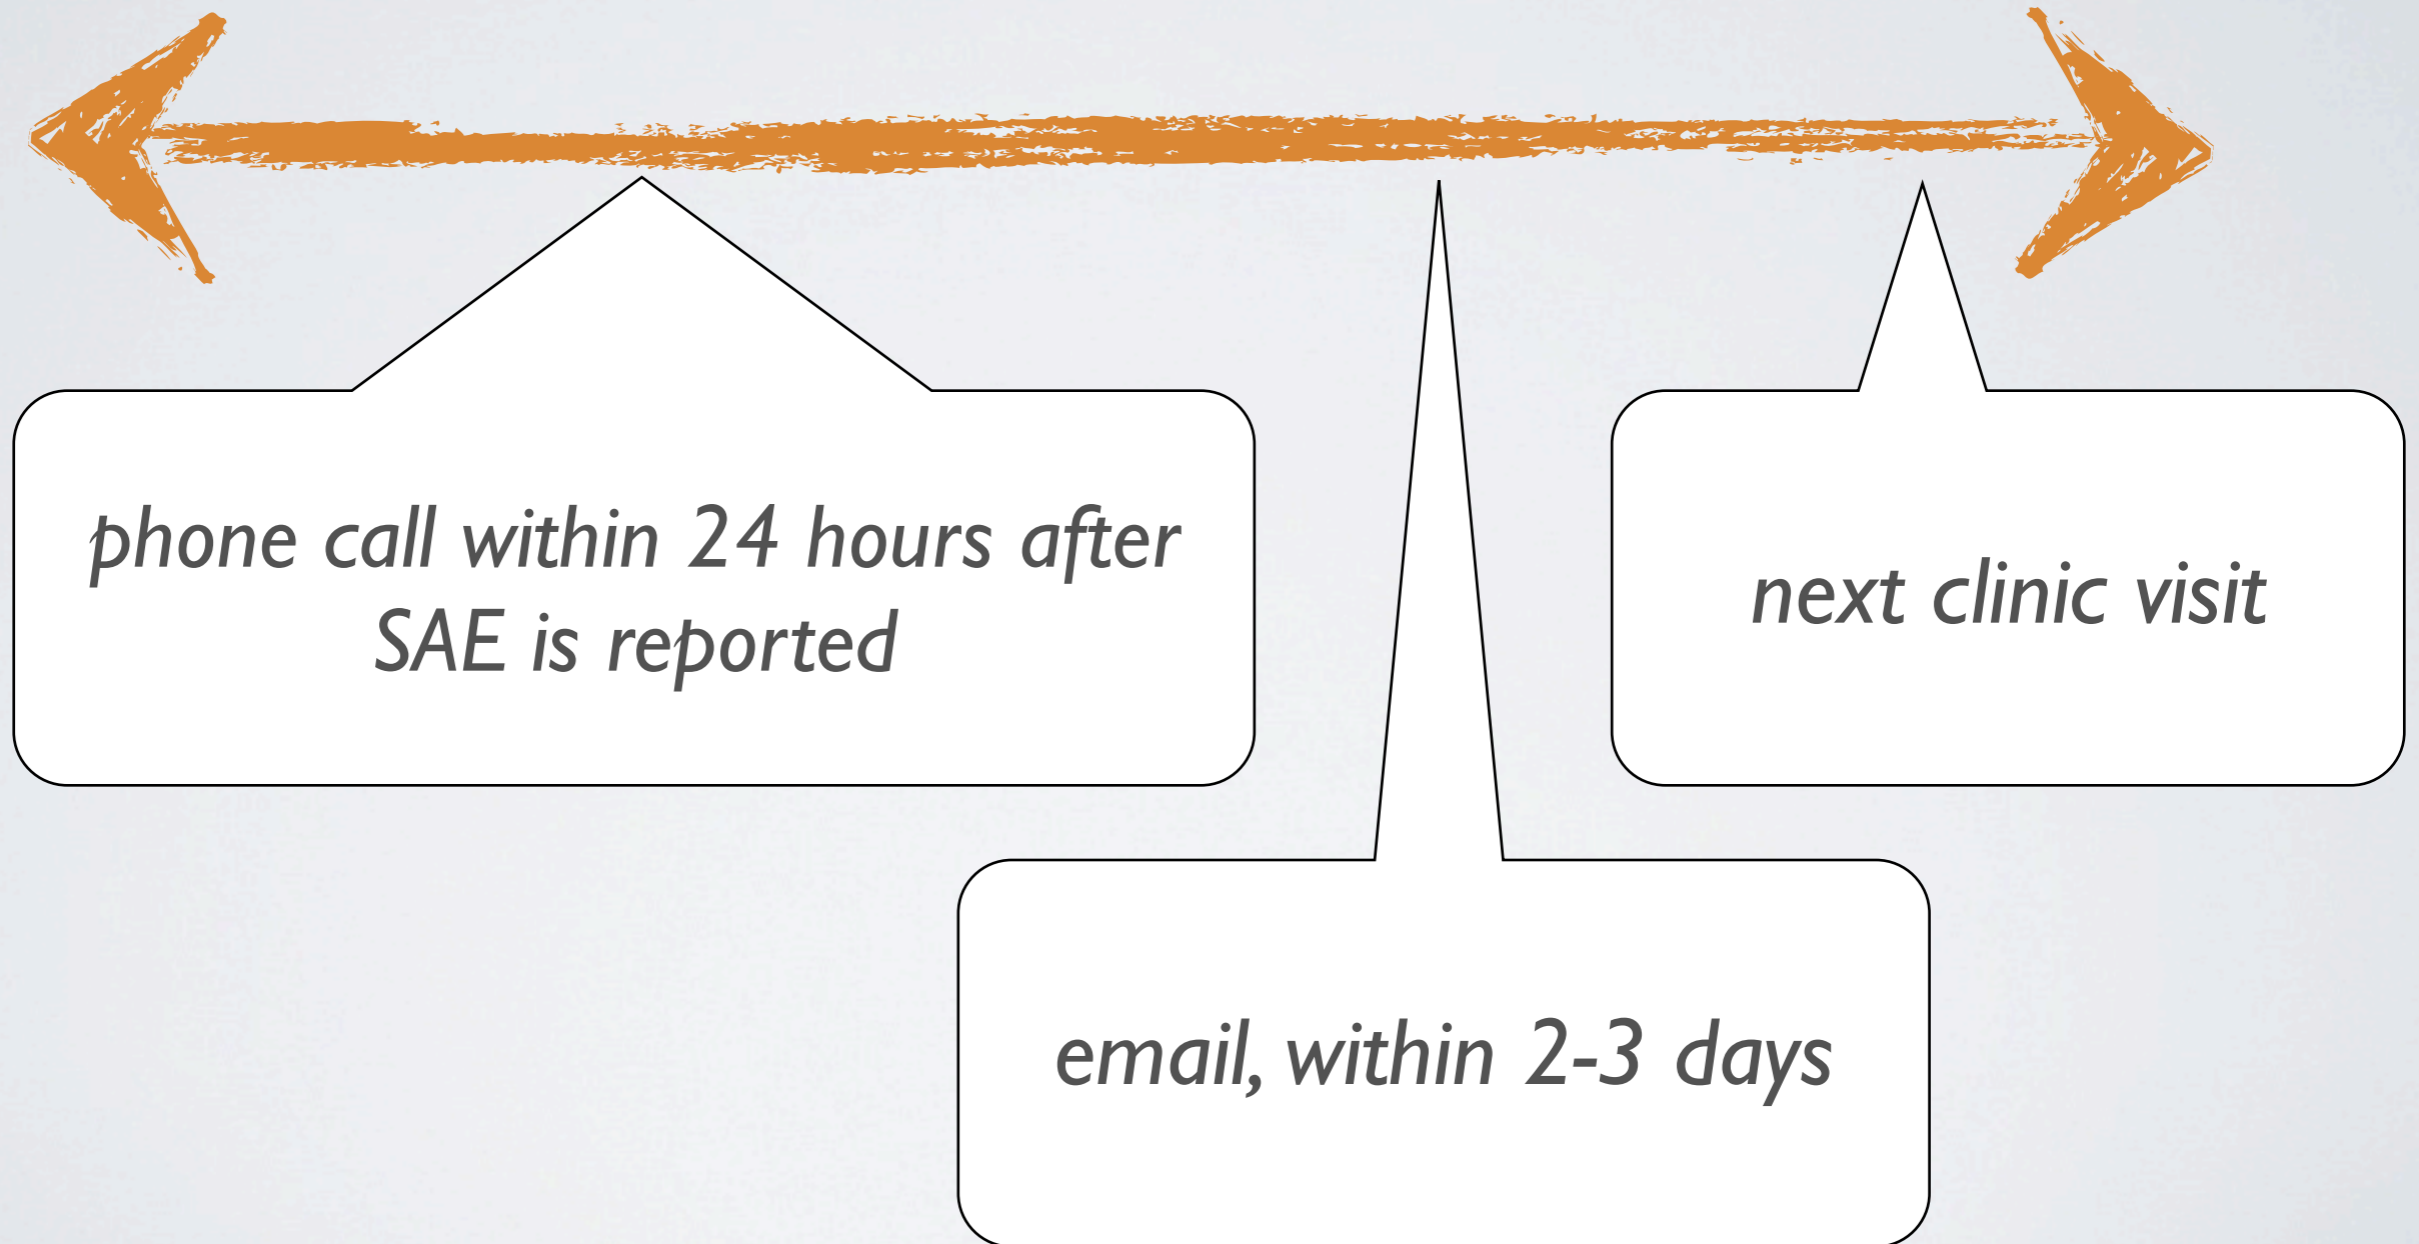 phone call within 24 hours after
SAE is reported
next clinic visit
email, within 2-3 days